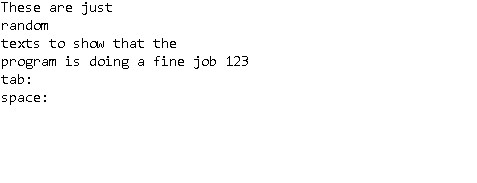 These are just
random
texts to show that the
program is doing a fine job 123
tab:
space: